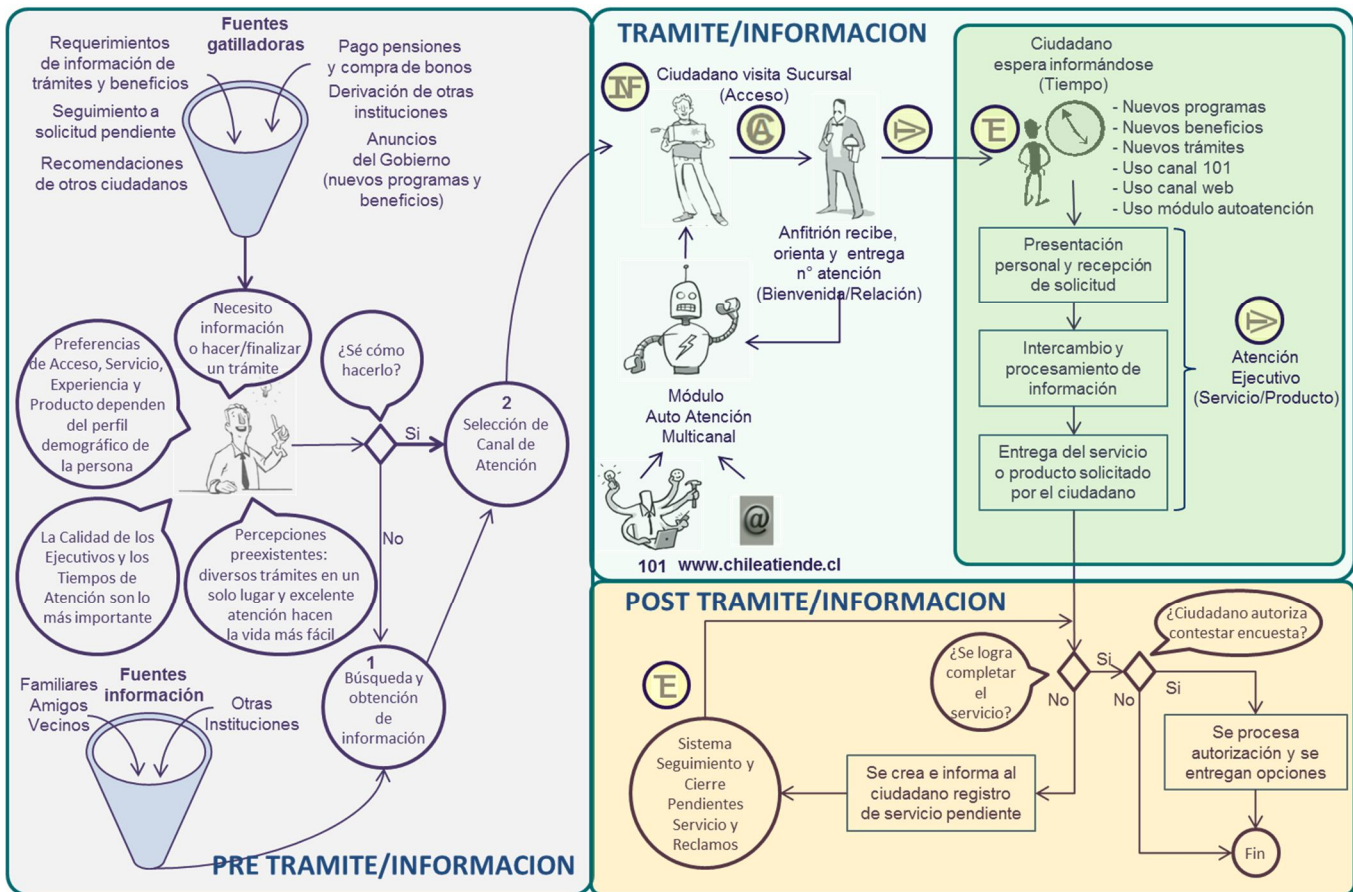 Fuentes
gatilladoras
Requerimientos
de información de
trámites y beneficios
Seguimiento a
solicitud pendiente
Recomendaciones
de otros ciudadanos
Pago pensiones
y compra de bonos
Derivación de otras
instituciones
Anuncios
del Gobierno
(nuevos programas y
beneficios)
Necesito
información
o hacer/finalizar
un trámite
¿Sé cómo
hacerlo?
Preferencias
de Acceso, Servicio,
Experiencia y
Producto dependen
del perfil
demográfico de
la persona
Si
2
Selección de
Canal de
Atención
No
La Calidad de los
Ejecutivos y los
Tiempos de
Atención son lo
más importante
Percepciones
preexistentes:
diversos trámites en un
solo lugar y excelente
atención hacen
la vida más fácil
1
Búsqueda y
obtención
de
información
Fuentes
información
Familiares
Amigos
Vecinos
Otras
Instituciones
PRE TRAMITE/INFORMACION
TRAMITE/INFORMACION
INF
Ciudadano visita Sucursal
(Acceso)
CA
Anfitrión recibe,
orienta y entrega
n° atención
(Bienvenida/Relación)
Módulo
Auto Atención
Multicanal
@
101 www.chileatiende.cl
TE
Ciudadano
espera informándose
(Tiempo)
- Nuevos programas
- Nuevos beneficios
- Nuevos trámites
- Uso canal 101
- Uso canal web
- Uso módulo autoatención
Presentación
personal y recepción
de solicitud
Intercambio y
procesamiento de
información
Entrega del servicio
o producto solicitado
por el ciudadano
Atención
Ejecutivo
(Servicio/Producto)
POST TRAMITE/INFORMACION
¿Ciudadano autoriza
contestar encuesta?
¿Se logra
completar
el
servicio?
Si
No
No
Si
TE
Sistema
Seguimiento y
Cierre
Pendientes
Servicio y
Reclamos
Se crea e informa al
ciudadano registro
de servicio pendiente
Se procesa
autorización y se
entregan opciones
Fin